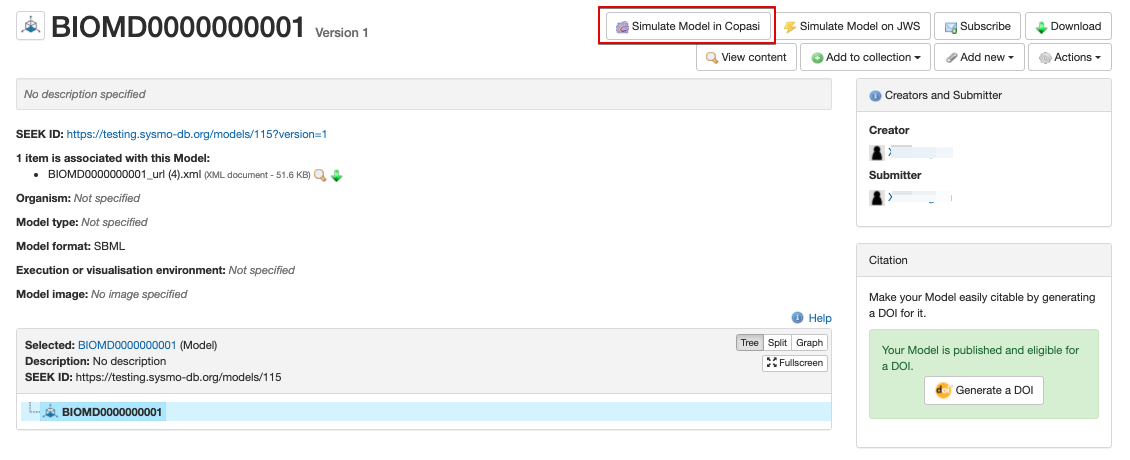 BIOMD0000000001 Version 1
Simulate Model in Copasi
Simulate Model on JWS
Subscribe
Download
View content
Add to collection
Add new
Actions
No description specified
SEEK ID: https://testing.sysmo-db.org/models/115?version=1
1 item is associated with this Model:
• BIOMD0000000001_url (4).xml (XML document - 51.6 KB)
Organism: Not specified
Model type: Not specified
Model format: SBML
Execution or visualisation environment: Not specified
Model image: No image specified
Help
Selected: BIOMD0000000001 (Model)
Description: No description
SEEK ID: https://testing.sysmo-db.org/models/115
Tree Split Graph
Fullscreen
BIOMD0000000001
Creators and Submitter
Creator
Submitter
Citation
Make your Model easily citable by generating
a DOI for it.
Your Model is published and eligible for
a DOI.
Generate a DOI